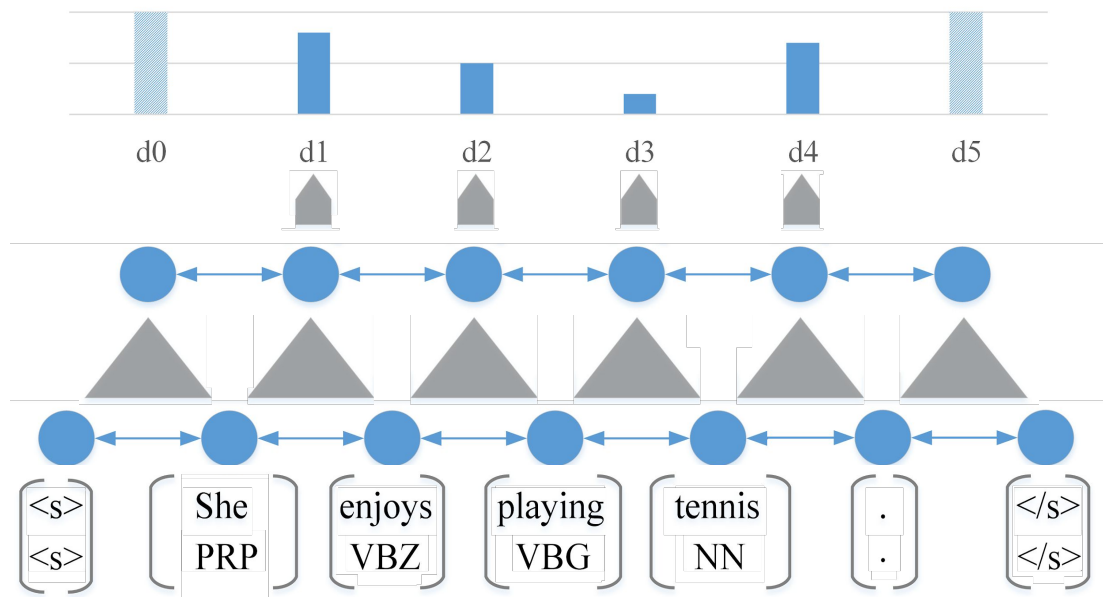 d0 d1 d2 d3 d4 d5
<s> She enjoys playing tennis . </s>
<s> PRP VBZ VBG NN . </s>